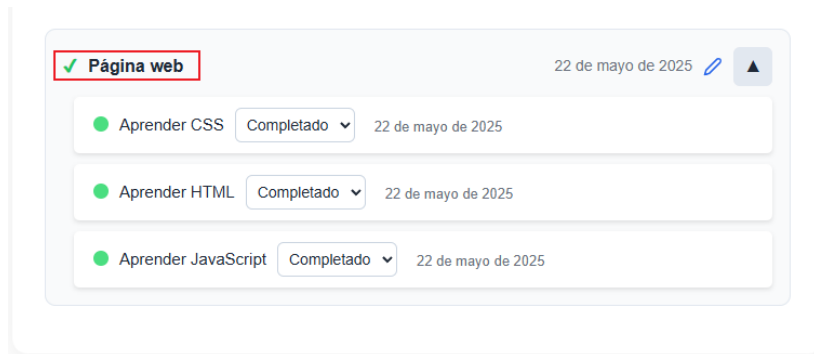 ✓ Página web 22 de mayo de 2025 ▲
Aprender CSS Completado 22 de mayo de 2025
Aprender HTML Completado 22 de mayo de 2025
Aprender JavaScript Completado 22 de mayo de 2025